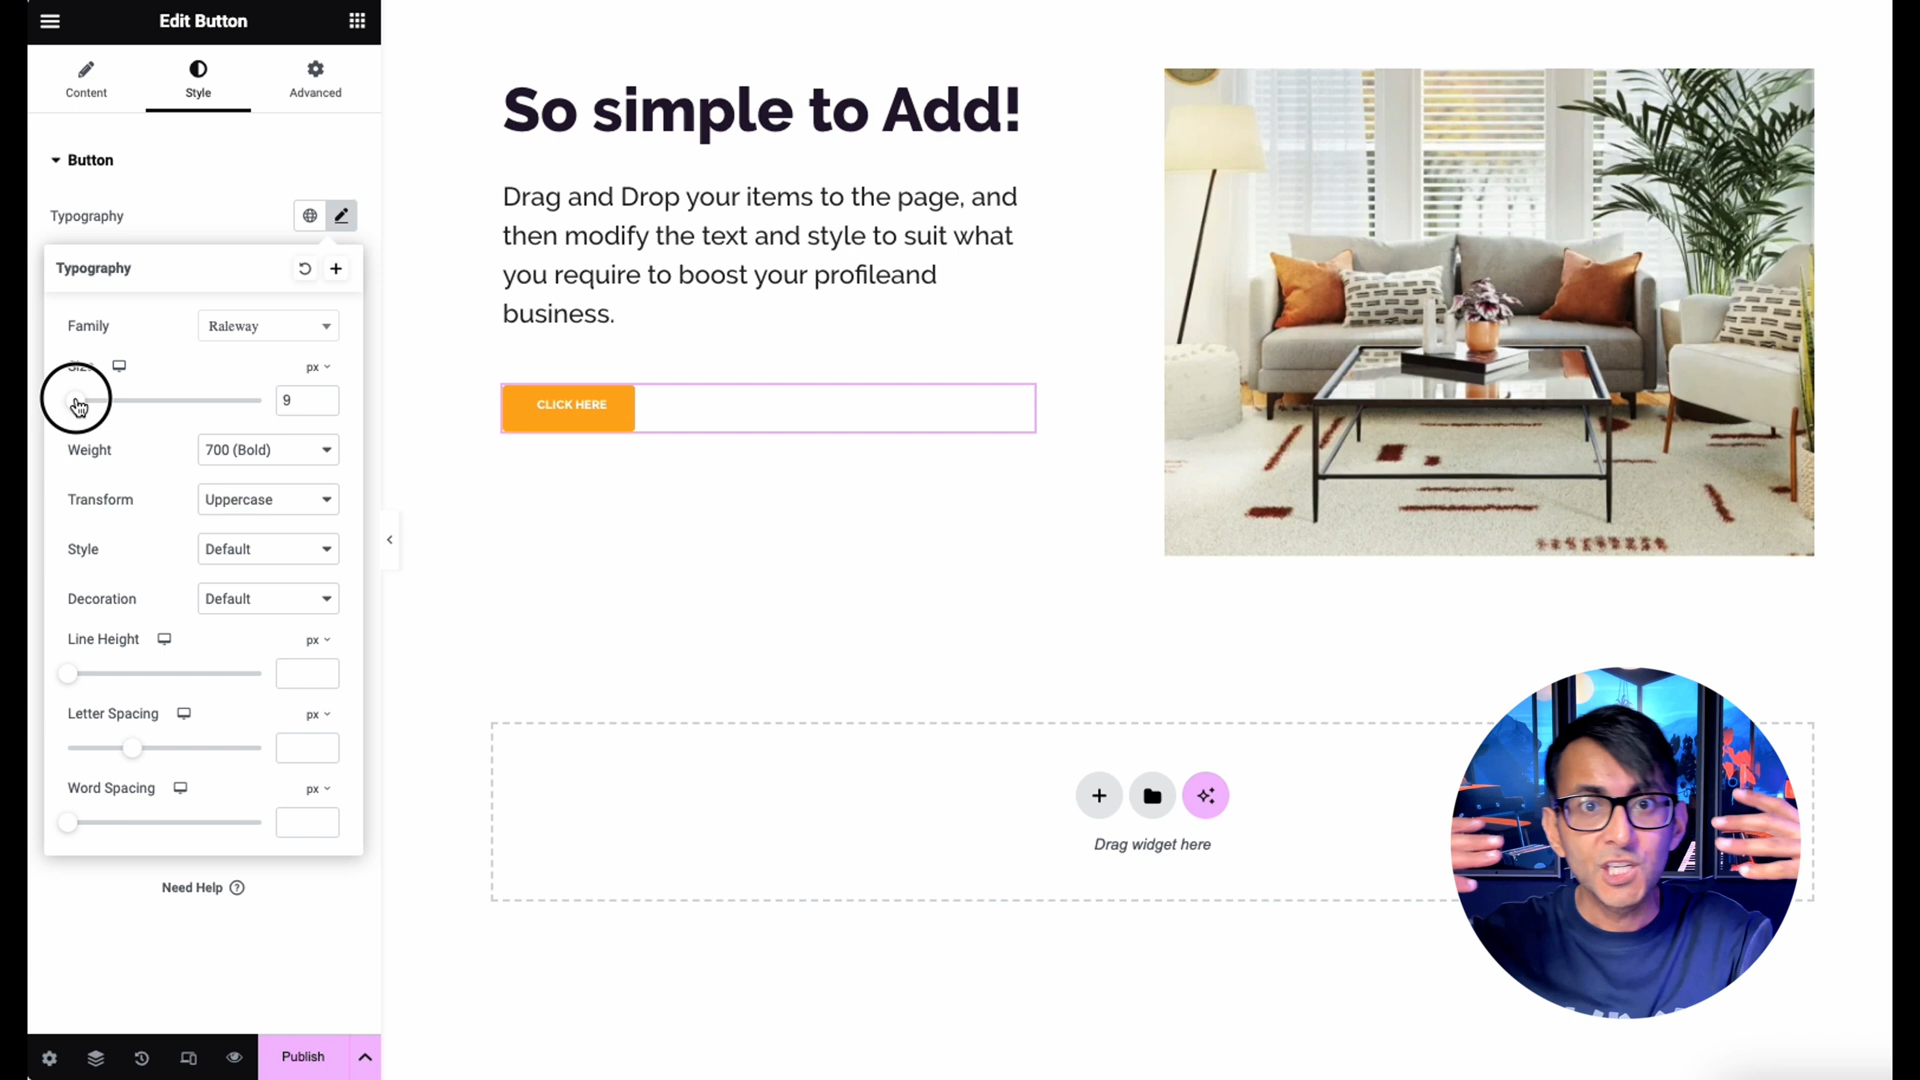 Edit Button
Content
Style
Advanced
Button
Typography
Typography
Family
Raleway
Size
px
9
Weight
700 (Bold)
Transform
Uppercase
Style
Default
Decoration
Default
Line Height
px
Letter Spacing
px
Word Spacing
px
Need Help
Publish
So simple to Add!
Drag and Drop your items to the page, and
then modify the text and style to suit what
you require to boost your profileand
business.
CLICK HERE
Drag widget here